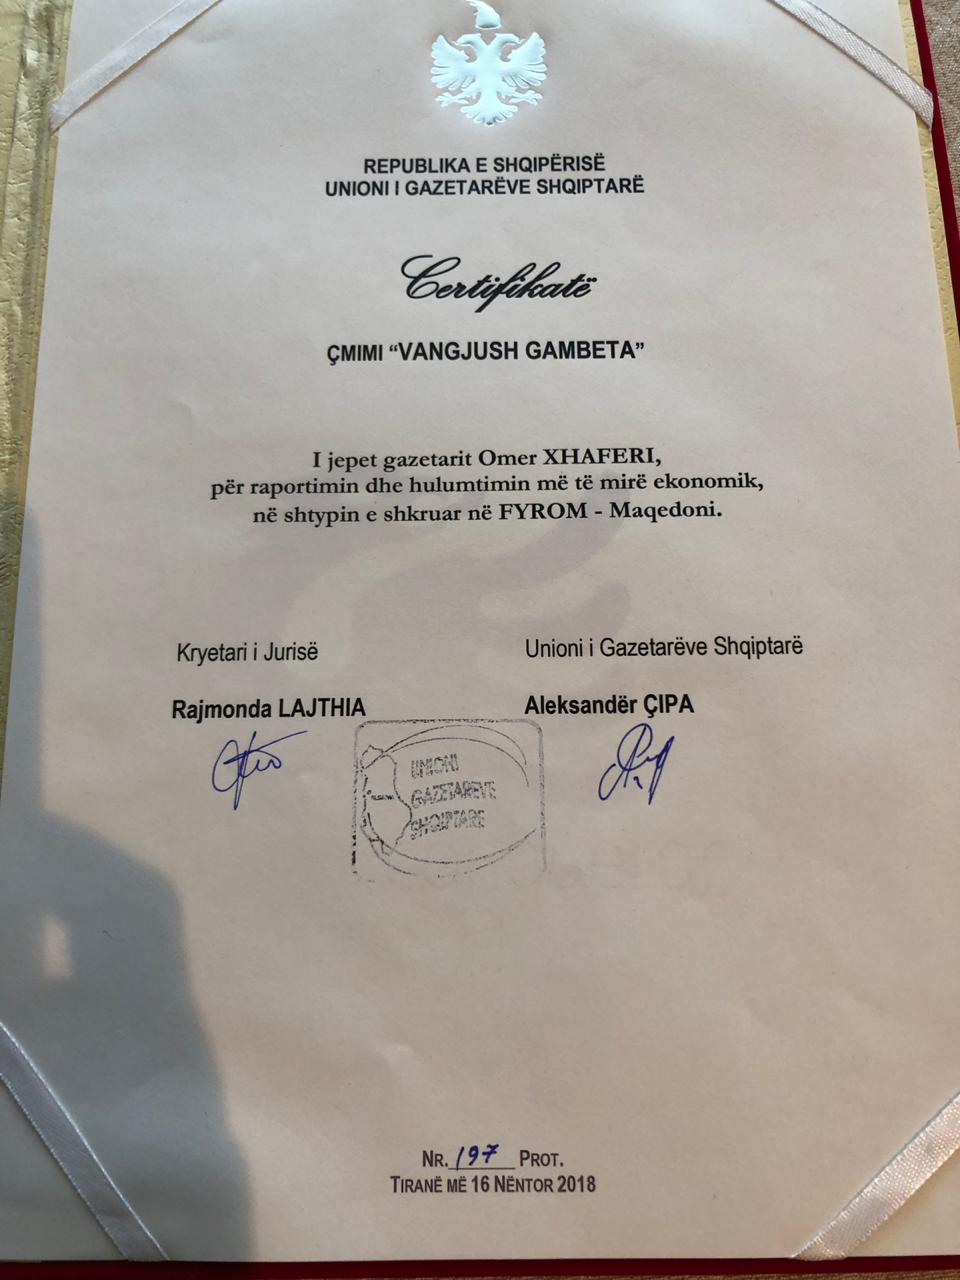 REPUBLIKA E SHQIPËRISË
UNIONI I GAZETARËVE SHQIPTARË
Certifikatë
ÇMIMI “VANGJUSH GAMBETA”
I jepet gazetarit Omer XHAFERI,
për raportimin dhe hulumtimin më të mirë ekonomik,
në shtypin e shkruar në FYROM - Maqedoni.
Kryetari i Jurisë
Rajmonda LAJTHIA
Unioni i Gazetarëve Shqiptarë
Aleksandër ÇIPA
UNIONI
GAZETAREVE
SHQIPTARE
NR. 197 PROT.
TIRANË MË 16 NËNTOR 2018